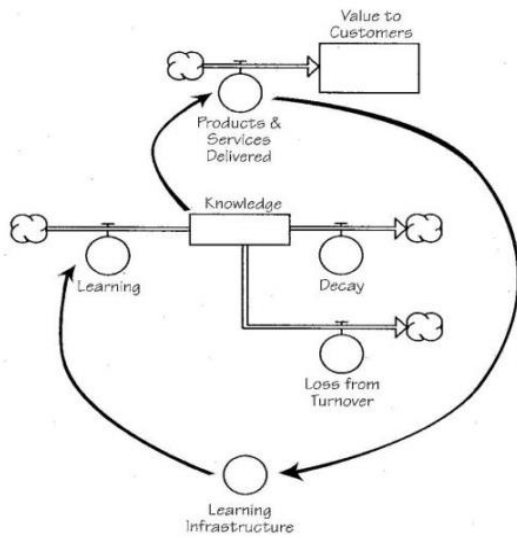 Value to
Customers
Products &
Services
Delivered
Knowledge
Learning
Decay
Loss from
Turnover
Learning
Infrastructure